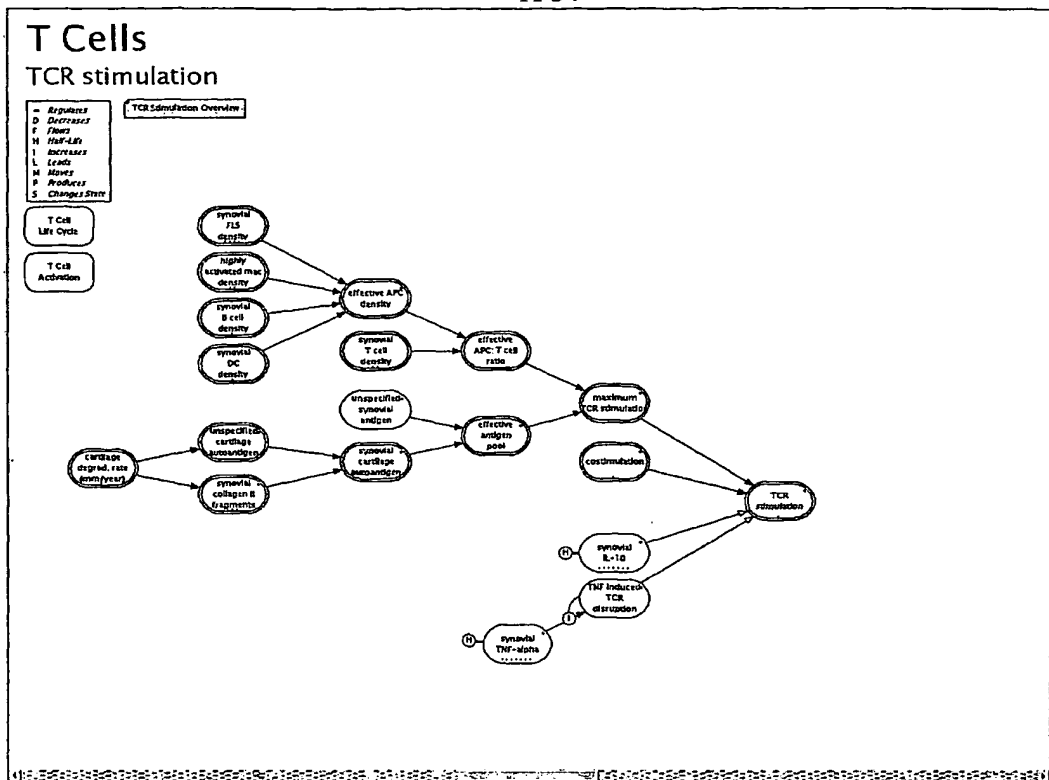 T Cells
TCR stimulation
= Regulates
D Decreases
F Flows
H Half-Life
I Increases
L Leads
M Moves
P Produces
S Changes State
TCR Stimulation Overview
T Cell
Life Cycle
T Cell
Activation
synovial
FLS
density
highly
activated mac
density
synovial
B cell
density
synovial
DC
density
effective APC
density
synovial
T cell
density
effective
APC: T cell
ratio
unspecified
synovial
antigen
maximum
TCR stimulation
effective
antigen
pool
unspecified
cartilage
autoantigen
cartilage
degrad. rate
(mm/year)
synovial
cartilage
autoantigen
synovial
collagen II
fragments
costimulation
TCR
stimulation
H
synovial
IL-10
TNF induced
TCR
disruption
I
H
synovial
TNF-alpha